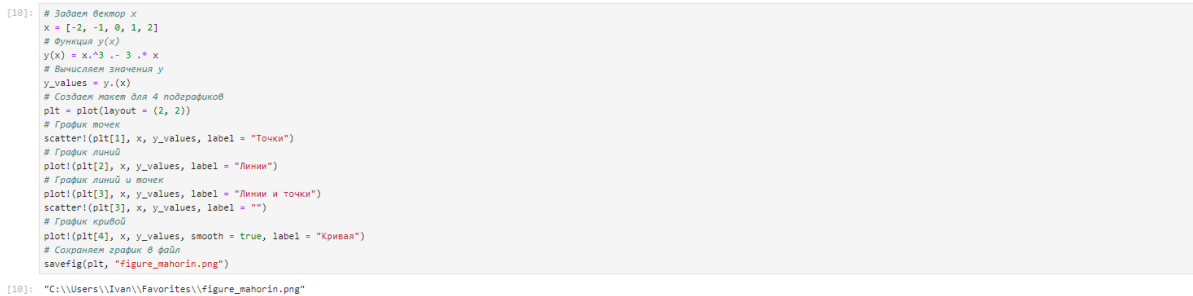 [10]: # Задаем вектор x
x = [-2, -1, 0, 1, 2]
# Функция y(x)
y(x) = x.^3 .- 3 .* x
# Вычисляем значения y
y_values = y.(x)
# Создаем макет для 4 подграфиков
plt = plot(layout = (2, 2))
# График точек
scatter!(plt[1], x, y_values, label = "Точки")
# График линий
plot!(plt[2], x, y_values, label = "Линии")
# График линий и точек
plot!(plt[3], x, y_values, label = "Линии и точки")
scatter!(plt[3], x, y_values, label = "")
# График кривой
plot!(plt[4], x, y_values, smooth = true, label = "Кривая")
# Сохраняем график в файл
savefig(plt, "figure_mahorin.png")
[10]: "C:\\Users\\Ivan\\Favorites\\figure_mahorin.png"